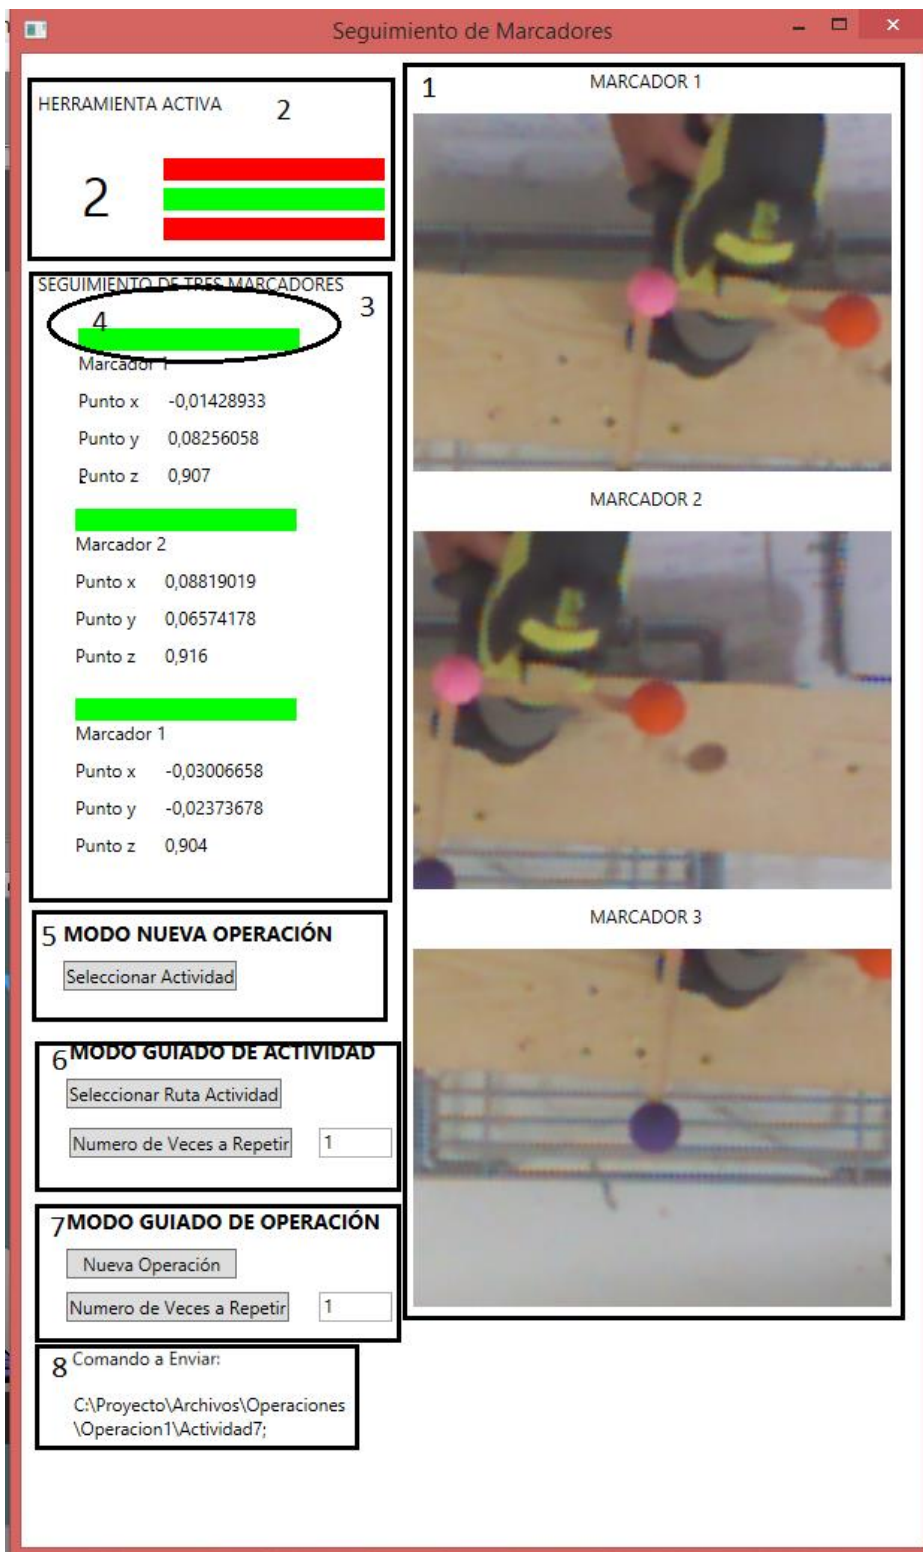 Seguimiento de Marcadores
HERRAMIENTA ACTIVA
2
2
SEGUIMIENTO DE TRES MARCADORES
3
4
Marcador 1
Punto x -0,01428933
Punto y 0,08256058
Punto z 0,907
Marcador 2
Punto x 0,08819019
Punto y 0,06574178
Punto z 0,916
Marcador 1
Punto x -0,03006658
Punto y -0,02373678
Punto z 0,904
5 MODO NUEVA OPERACIÓN
Seleccionar Actividad
6 MODO GUIADO DE ACTIVIDAD
Seleccionar Ruta Actividad
Numero de Veces a Repetir 1
7 MODO GUIADO DE OPERACIÓN
Nueva Operación
Numero de Veces a Repetir 1
8 Comando a Enviar:
C:\Proyecto\Archivos\Operaciones
\Operacion1\Actividad7;
1
MARCADOR 1
MARCADOR 2
MARCADOR 3